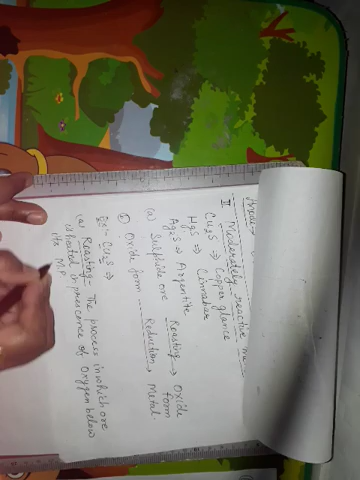 II. Moderately reactive
Cu2S ⇒ Copper glance
HgS ⇒ Cinnabar
Ag2S ⇒ Argentite
(a) Sulphide ore Roasting → Oxide form
① Oxide form Reduction → Metal.
Ex:- Cu2S ⇒
(a) Roasting - The process in which ore
is heated in presence of Oxygen below
its M.P